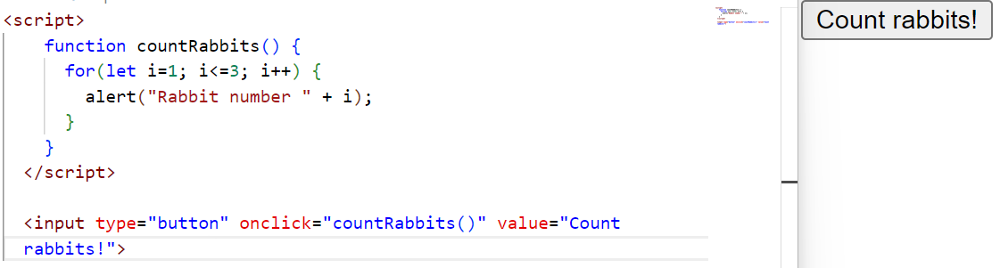 <script>
function countRabbits() {
for(let i=1; i<=3; i++) {
alert("Rabbit number " + i);
}
}
</script>
<input type="button" onclick="countRabbits()" value="Count
rabbits!">
Count rabbits!